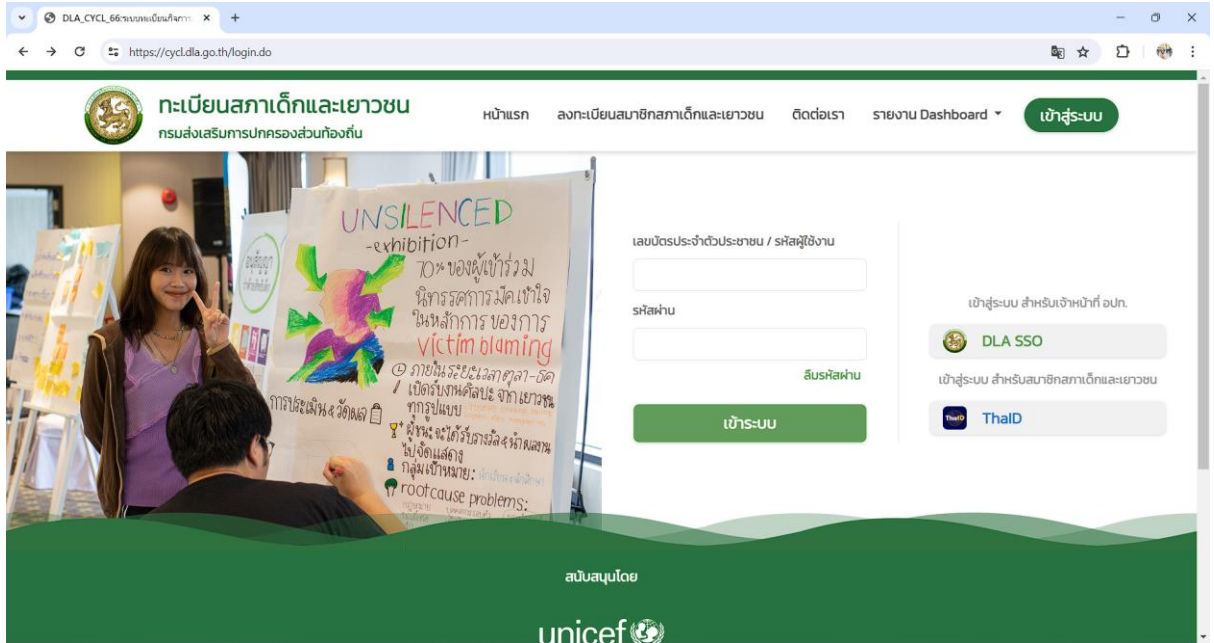 DLA_CYCL_66:ระบบทะเบียนกิจการ
https://cycl.dla.go.th/login.do
ทะเบียนสภาเด็กและเยาวชน
กรมส่งเสริมการปกครองส่วนท้องถิ่น
หน้าแรก ลงทะเบียนสมาชิกสภาเด็กและเยาวชน ติดต่อเรา รายงาน Dashboard เข้าสู่ระบบ
UNSILENCED
-exhibition-
70% ของผู้เข้าร่วม
นิทรรศการมีความเข้าใจ
ในหลักการ ของการ
victim blaming
ภายในระยะเวลา ตุลา-ธค
เปิดรับงานศิลปะ จากเยาวชน
ทุกรูปแบบ
การประเมิน & วัดผล
ผู้ชนะจะได้รับรางวัล & นำผลงาน
ไปจัดแสดง
กลุ่มเป้าหมาย:
rootcause problems:
เลขบัตรประจำตัวประชาชน / รหัสผู้ใช้งาน
รหัสผ่าน
ลืมรหัสผ่าน
เข้าระบบ
เข้าสู่ระบบ สำหรับเจ้าหน้าที่ อปท.
DLA SSO
เข้าสู่ระบบ สำหรับสมาชิกสภาเด็กและเยาวชน
ThaID
ThaID
สนับสนุนโดย
unicef